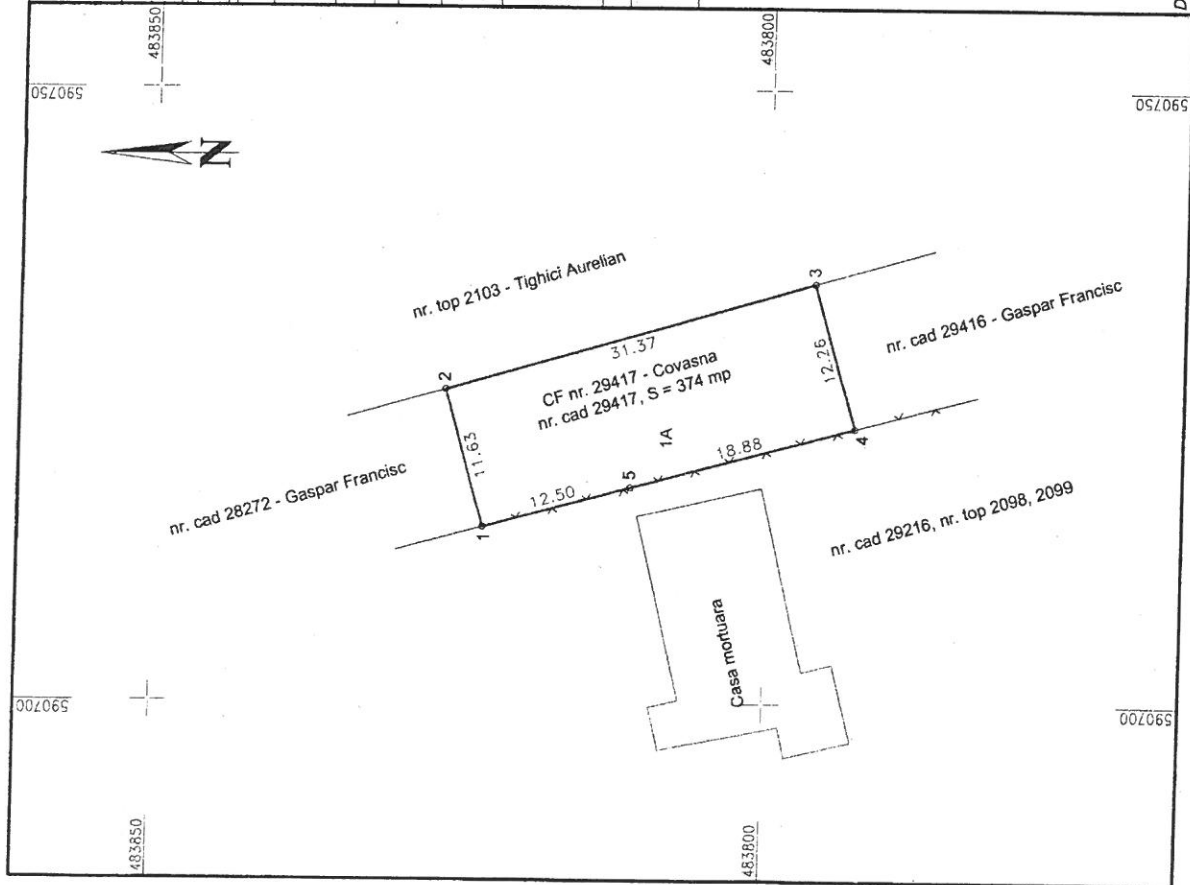 590750
483850
483800
590750
N
nr. top 2103 - Tighici Aurelian
nr. cad 28272 - Gaspar Francisc
2
11.63
31.37
CF nr. 29417 - Covasna
nr. cad 29417, S = 374 mp
3
12.26
nr. cad 29416 - Gaspar Francisc
1
12.50
5
1A
18.88
4
nr. cad 29216, nr. top 2098, 2099
Casa mortuara
590700
483850
483800
590700
D